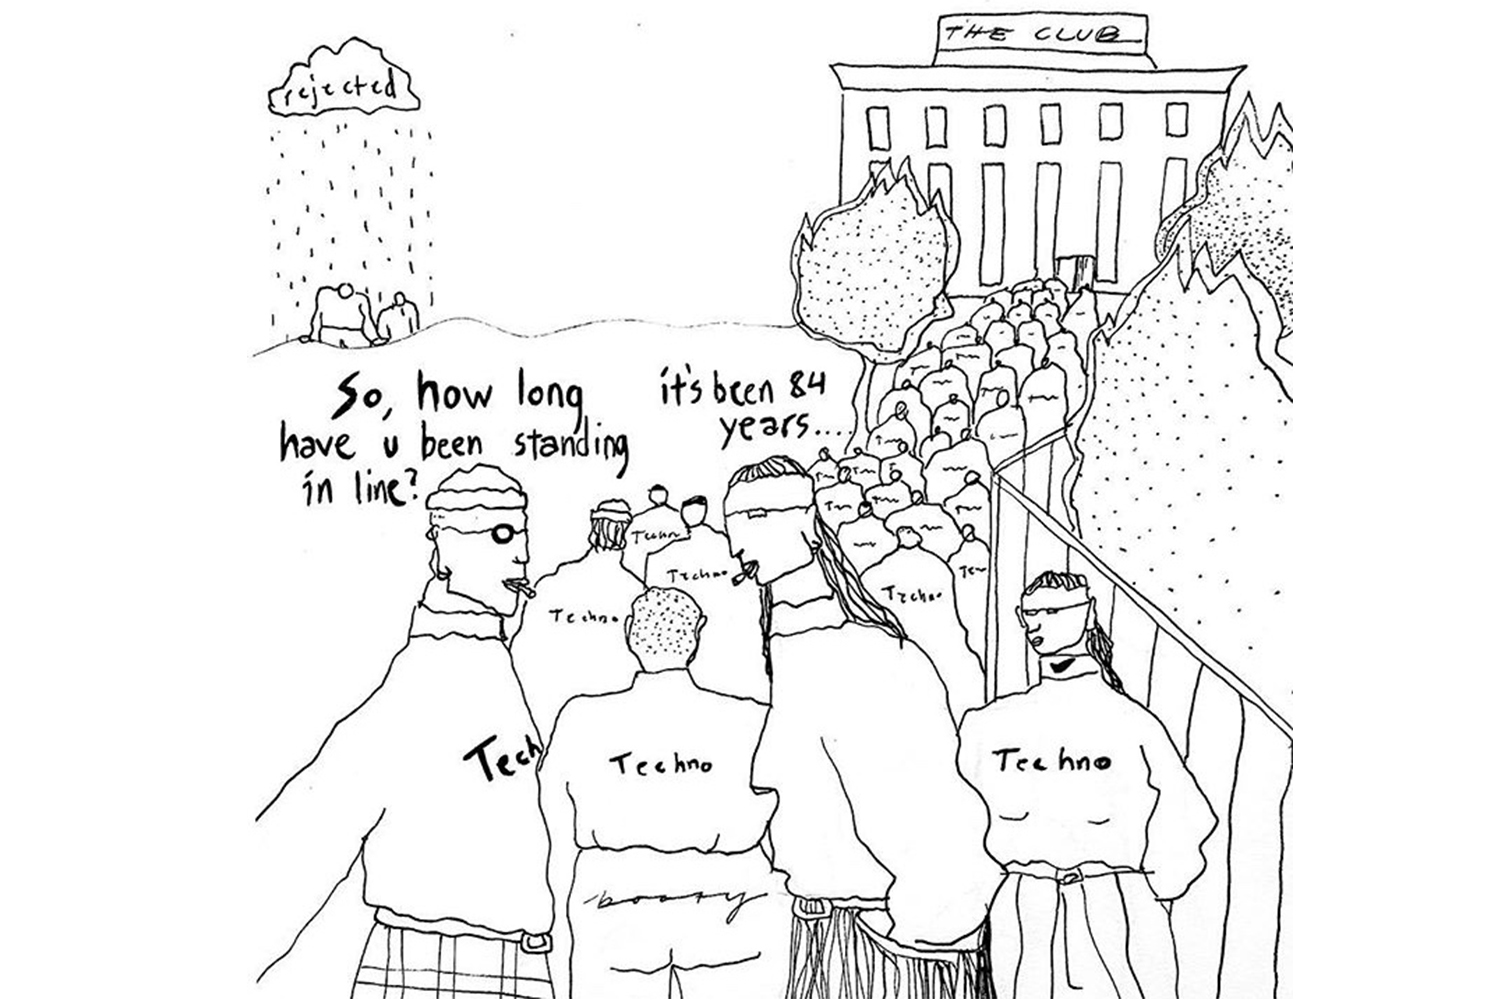 THE CLUB
rejected
So, how long
have u been standing
in line?
it's been 84
years....
Techno
Techno
Techno
Techno
Tech
Techno
Techno
booty